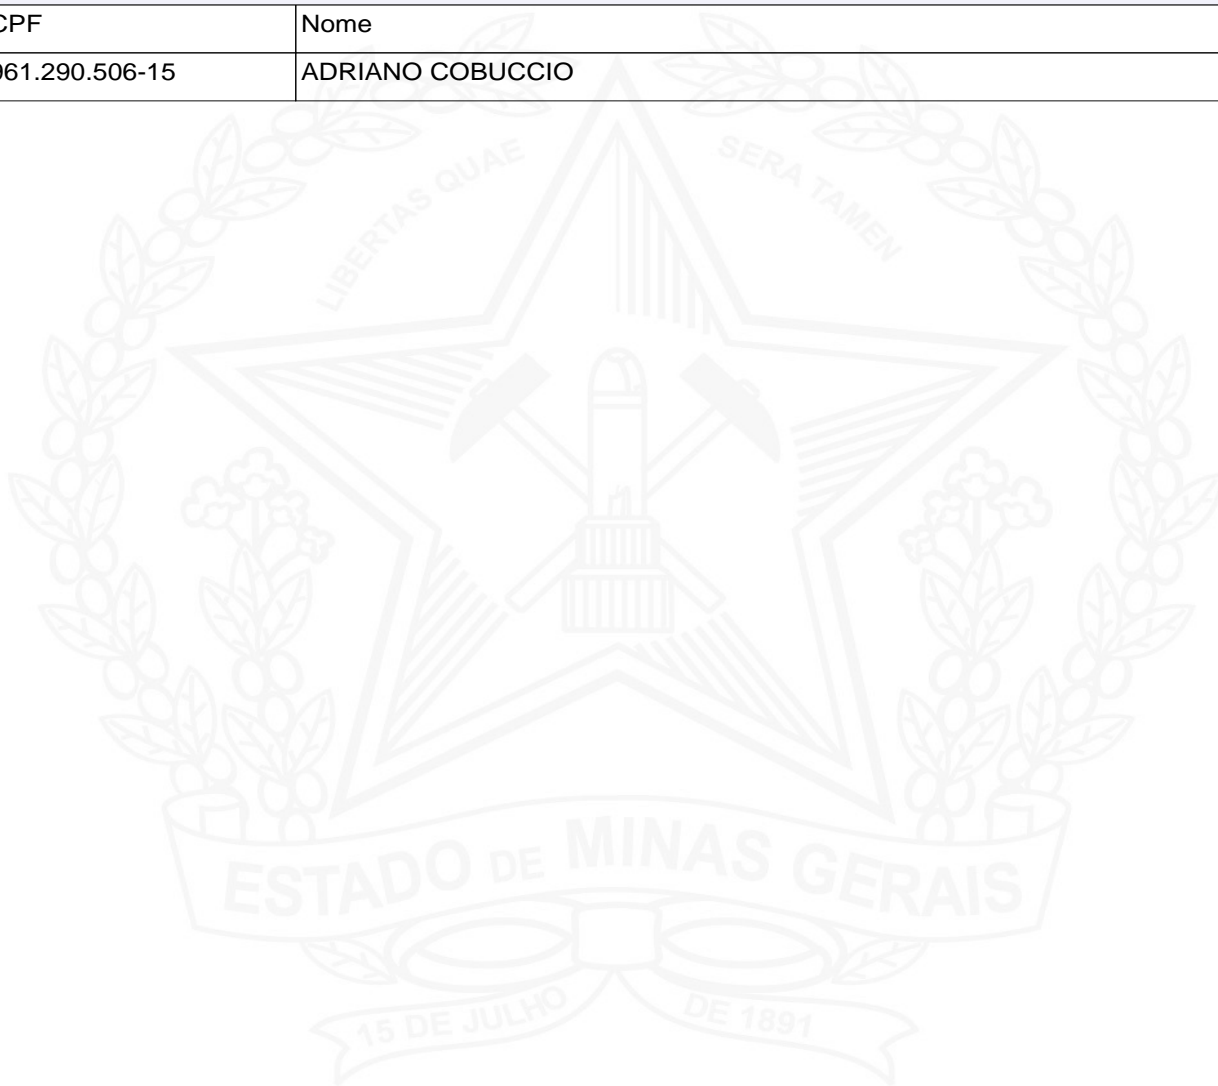 CPF Nome
961.290.506-15 ADRIANO COBUCCIO
LIBERTAS QUAE SERA TAMEN
ESTADO DE MINAS GERAIS
15 DE JULHO DE 1891